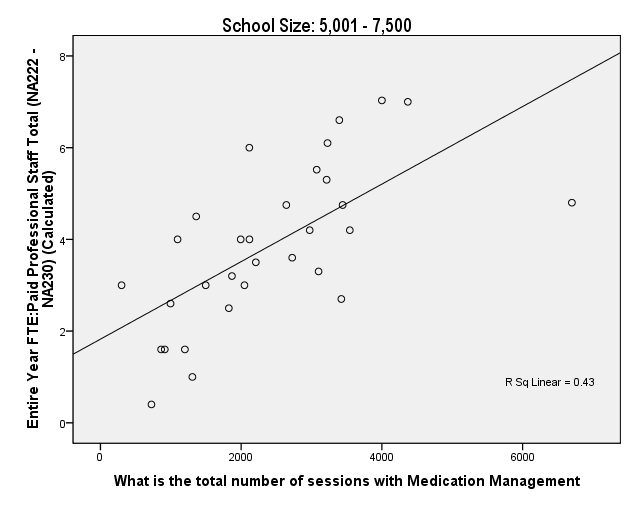 School Size: 5,001 - 7,500
Entire Year FTE:Paid Professional Staff Total (NA222 -
NA230) (Calculated)
8
6
4
2
0
R Sq Linear = 0.43
0 2000 4000 6000
What is the total number of sessions with Medication Management